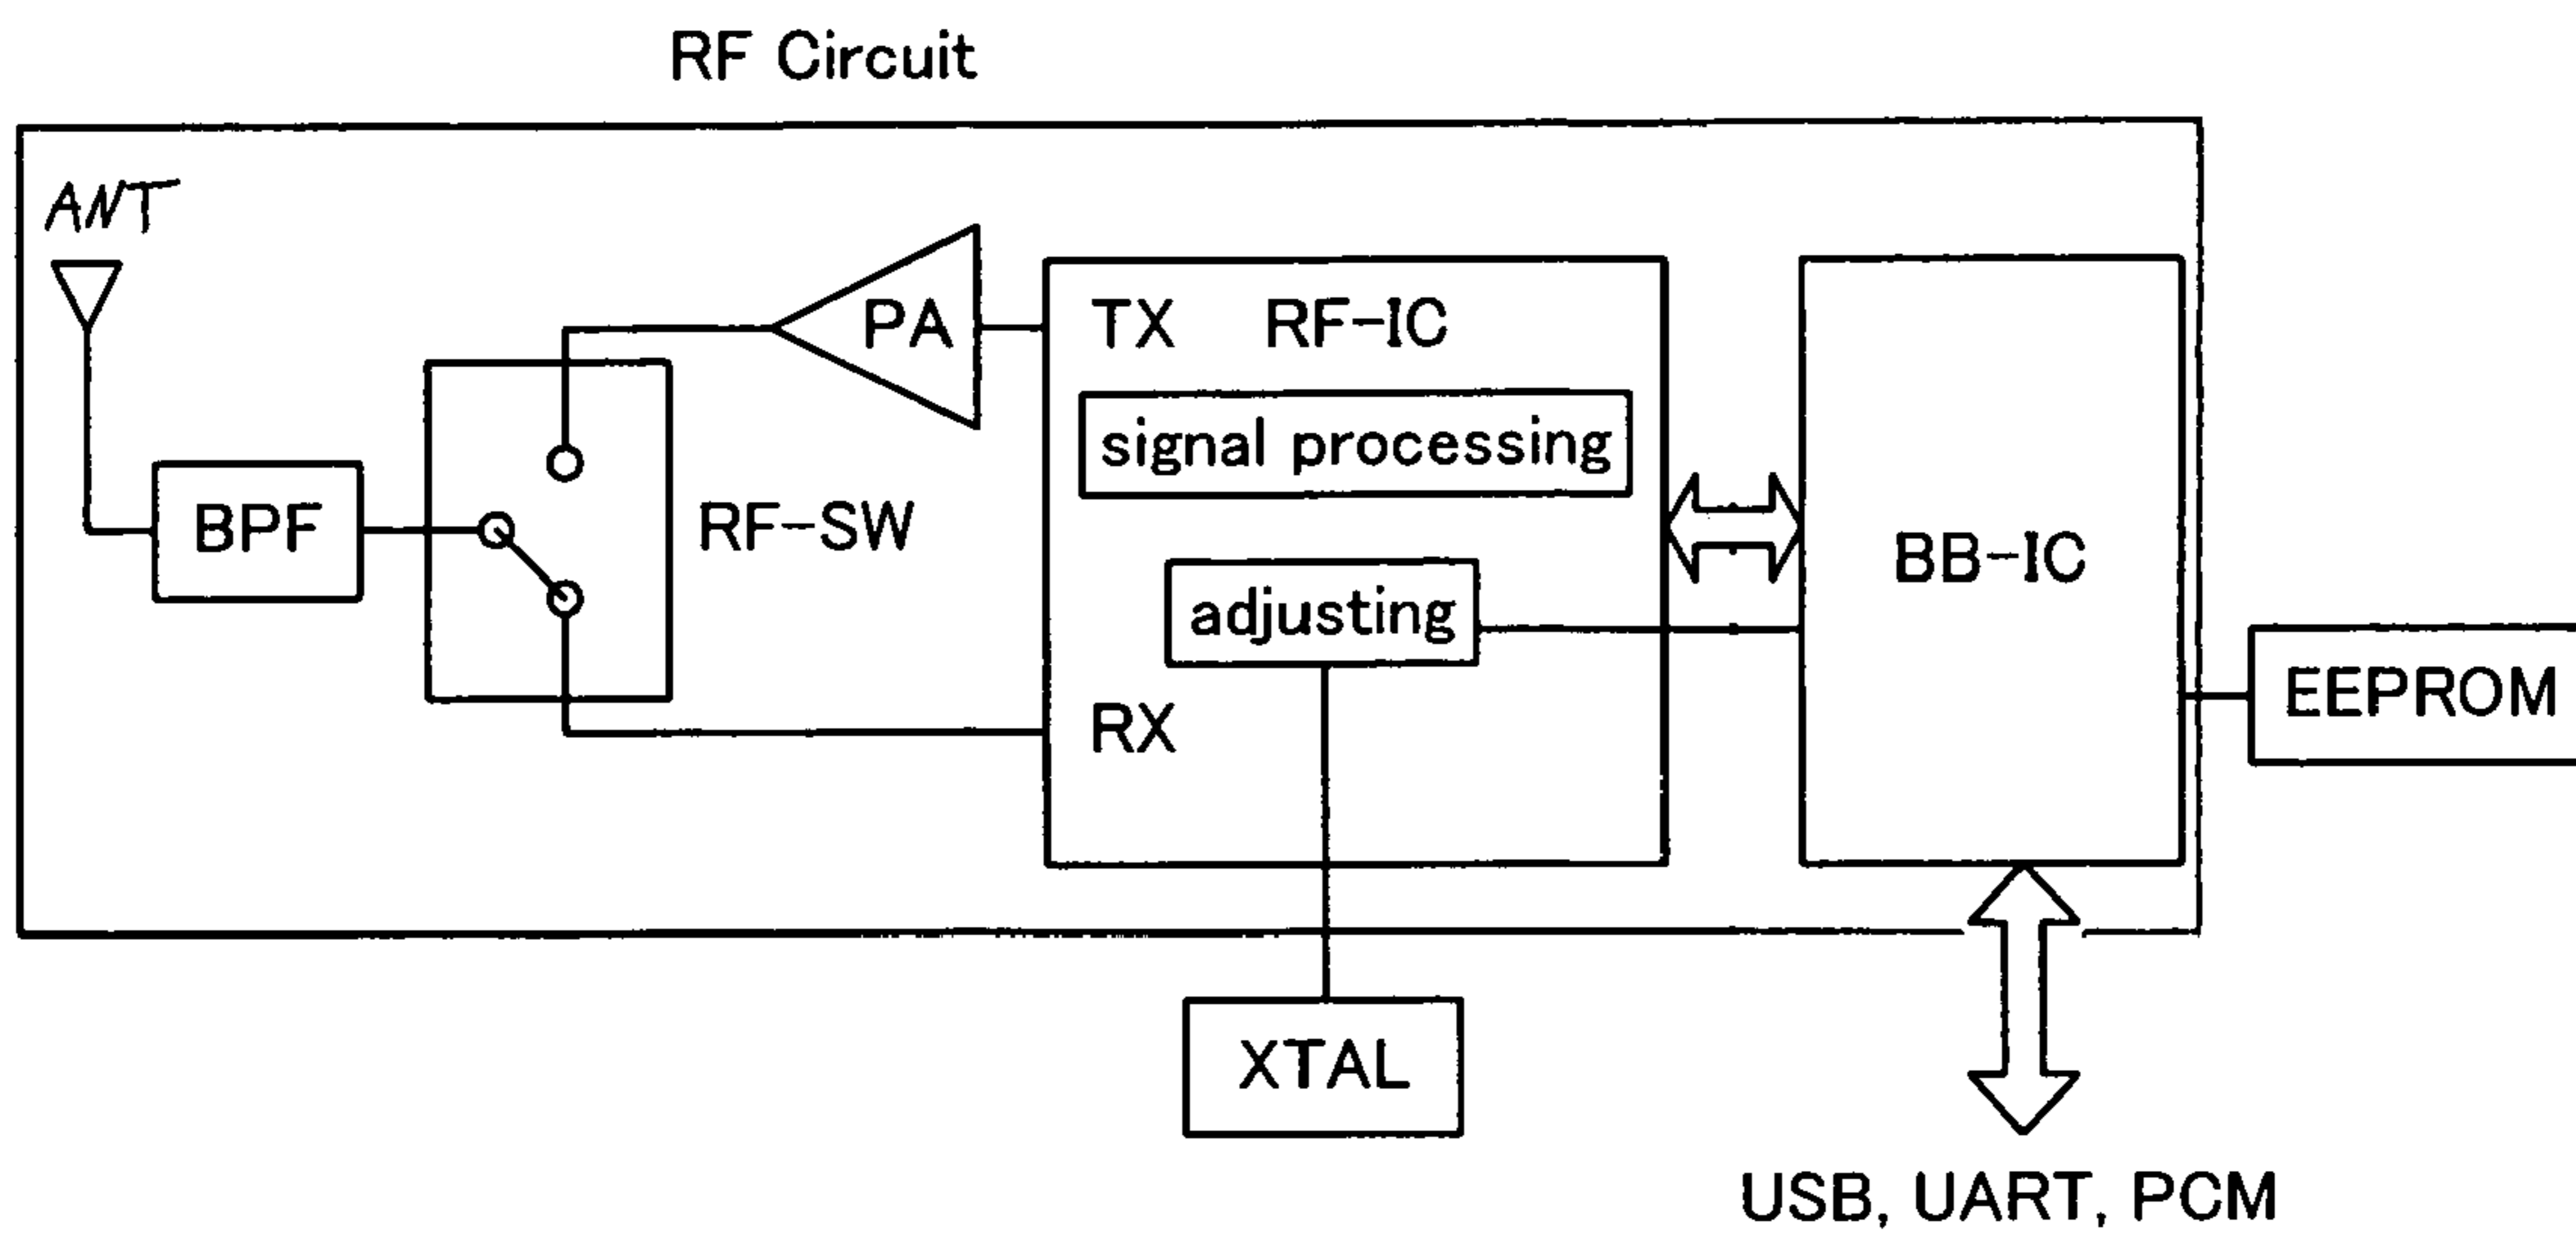 RF Circuit
ANT
PA
TX RF-IC
signal processing
BPF
RF-SW
adjusting
BB-IC
RX
EEPROM
XTAL
USB, UART, PCM